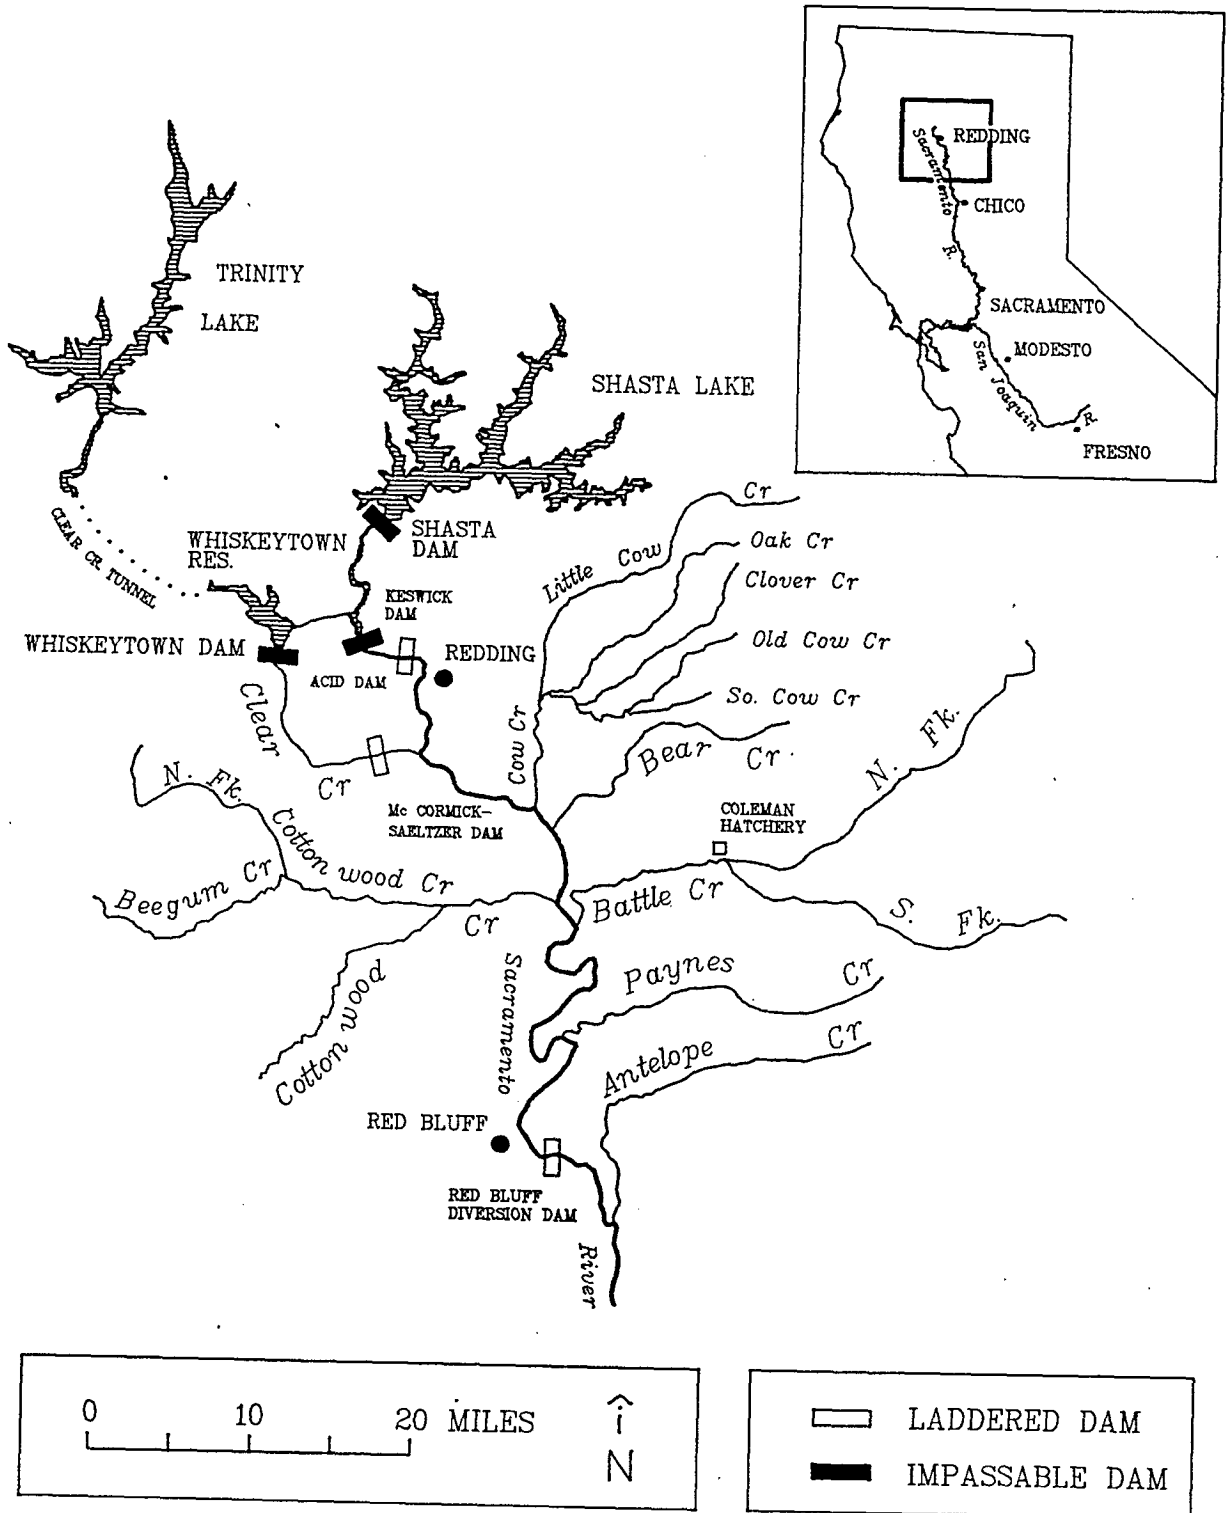 REDDING
Sacramento
CHICO
R.
SACRAMENTO
San Joaquin
MODESTO
R.
FRESNO
TRINITY
LAKE
SHASTA LAKE
CLEAR CR. TUNNEL
WHISKEYTOWN
RES.
SHASTA
DAM
KESWICK
DAM
WHISKEYTOWN DAM
ACID DAM
REDDING
Little Cow Cr
Oak Cr
Clover Cr
Old Cow Cr
So. Cow Cr
Cow Cr
Bear Cr
Clear Cr
Mc CORMICK-
SAELTZER DAM
N. Fk.
Cotton wood Cr
Beegum Cr
Cotton wood Cr
COLEMAN
HATCHERY
N. Fk.
Battle Cr
S. Fk.
Paynes Cr
Antelope Cr
Sacramento
RED BLUFF
RED BLUFF
DIVERSION DAM
River
0 10 20 MILES
N
LADDERED DAM
IMPASSABLE DAM